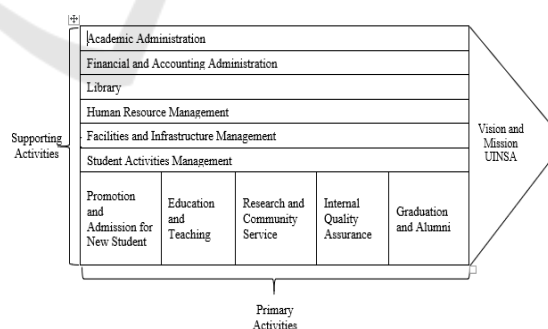 Academic Administration
Financial and Accounting Administration
Library
Human Resource Management
Facilities and Infrastructure Management
Student Activities Management
Supporting
Activities
Promotion
and
Admission for
New Student
Education
and
Teaching
Research and
Community
Service
Internal
Quality
Assurance
Graduation
and Alumni
Vision and
Mission
UINSA
Primary
Activities